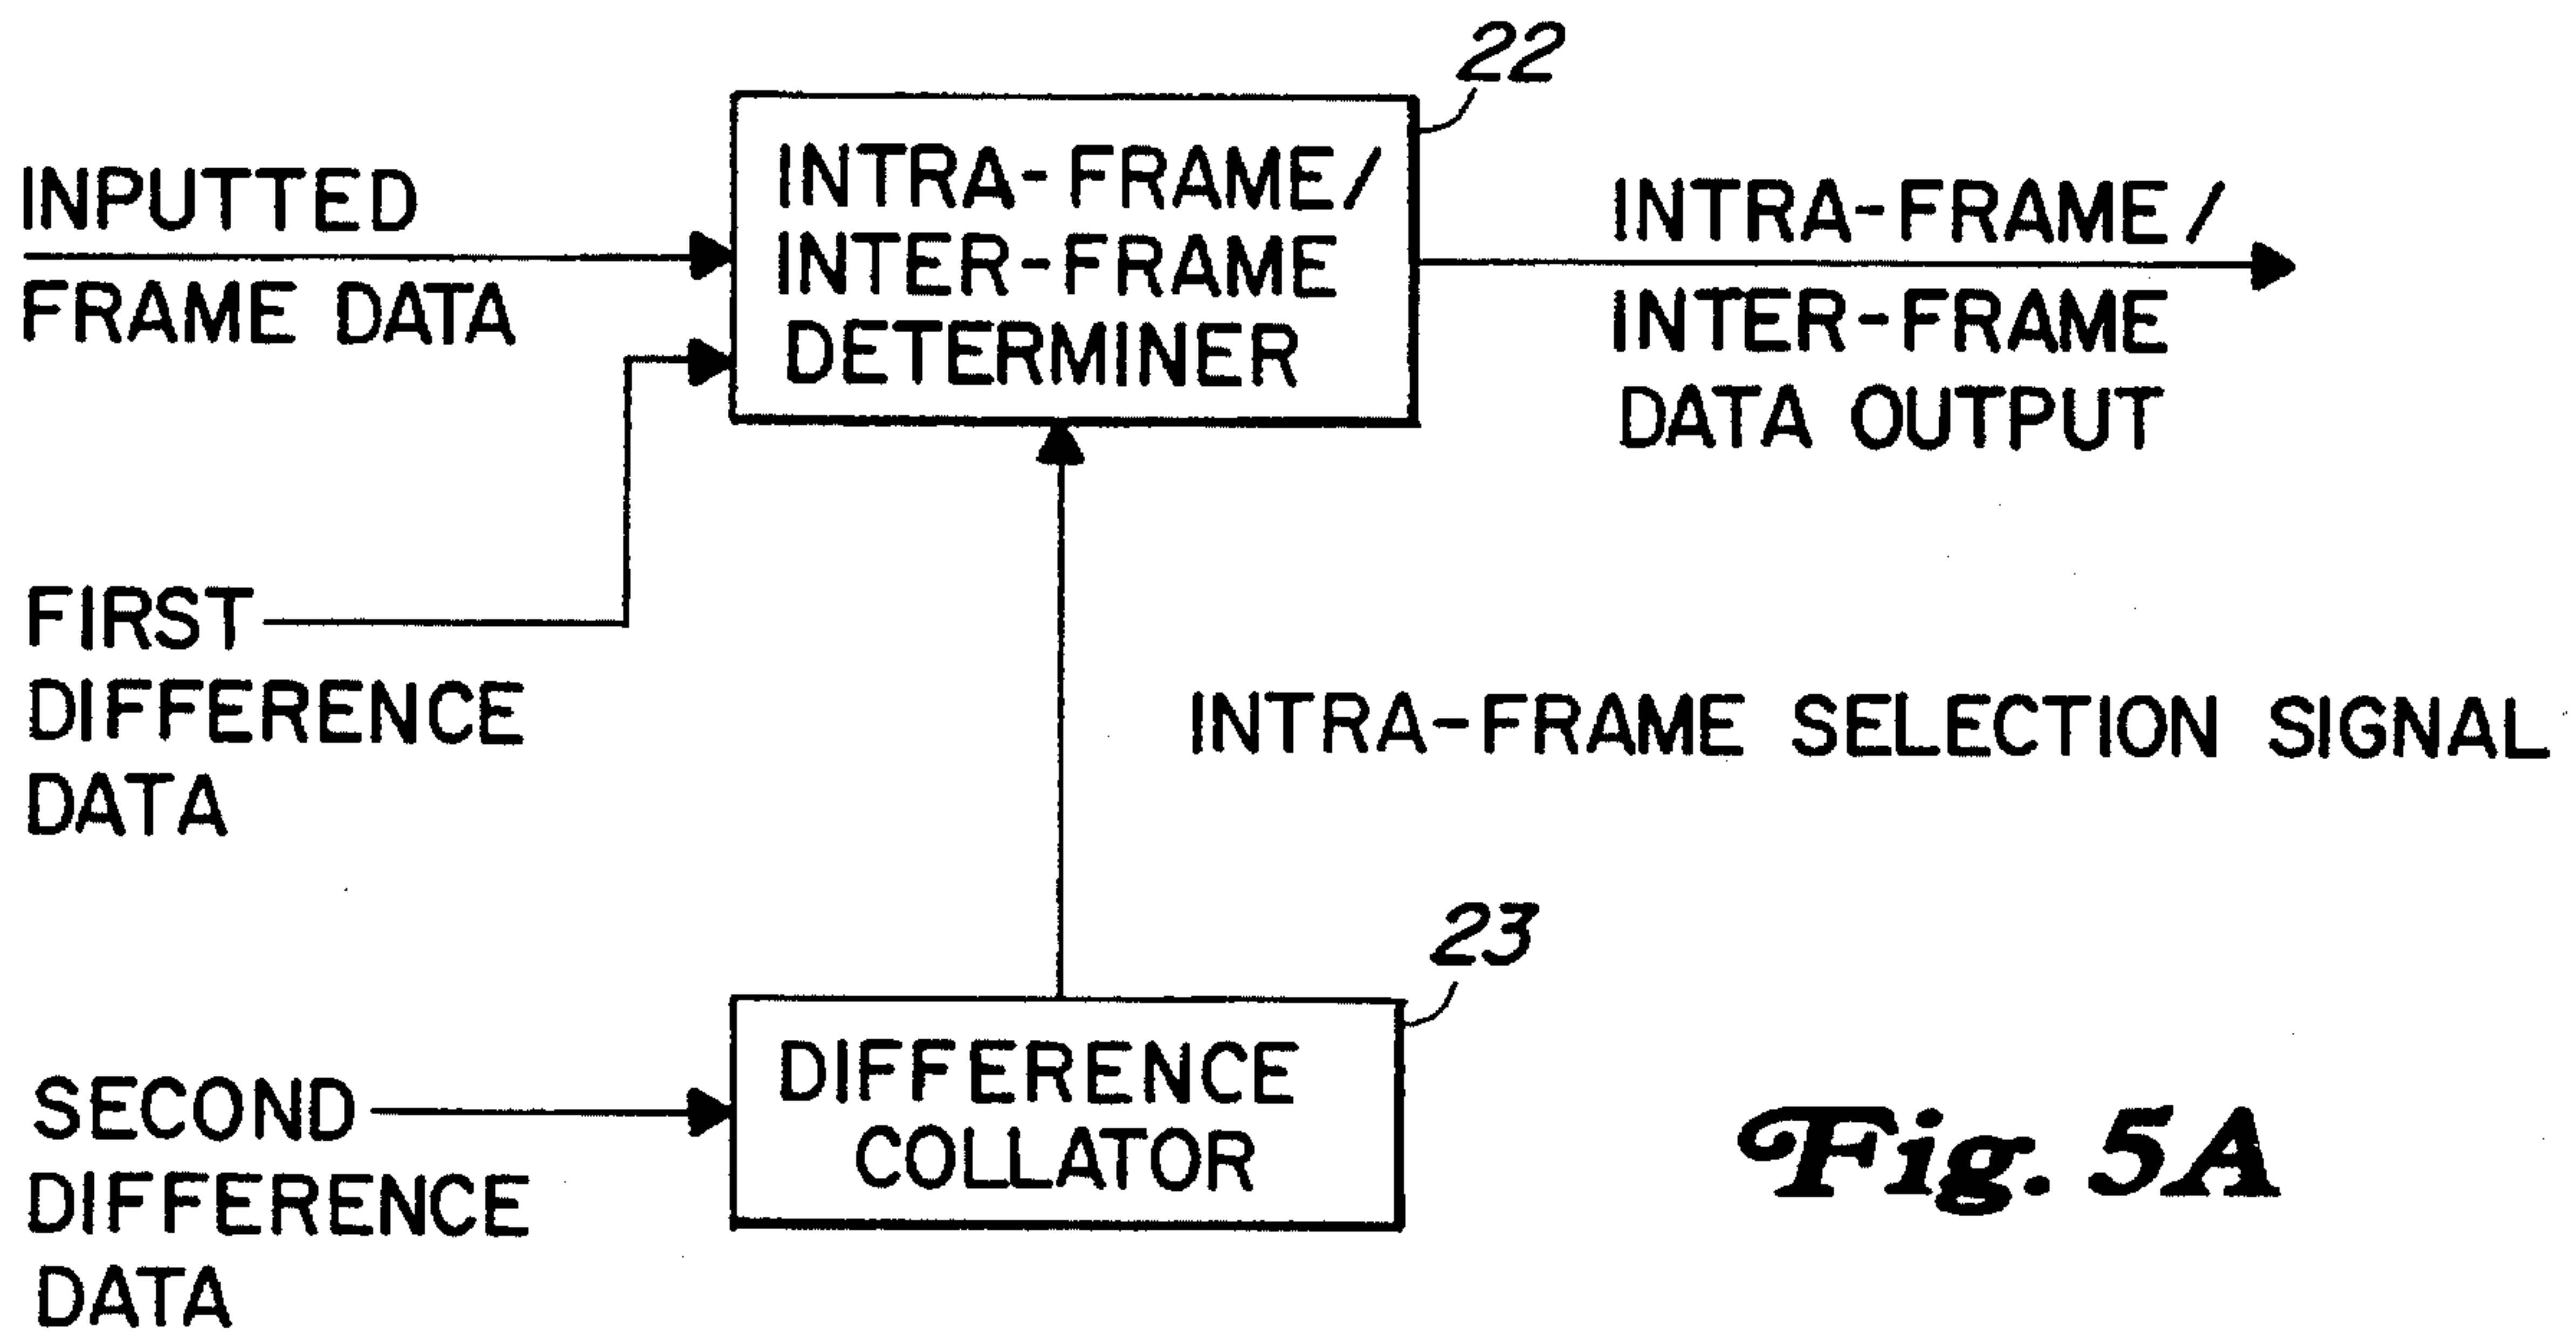 22
INPUTTED
FRAME DATA
INTRA-FRAME/
INTER-FRAME
DETERMINER
INTRA-FRAME/
INTER-FRAME
DATA OUTPUT
FIRST
DIFFERENCE
DATA
INTRA-FRAME SELECTION SIGNAL
23
SECOND
DIFFERENCE
DATA
DIFFERENCE
COLLATOR
Fig. 5A